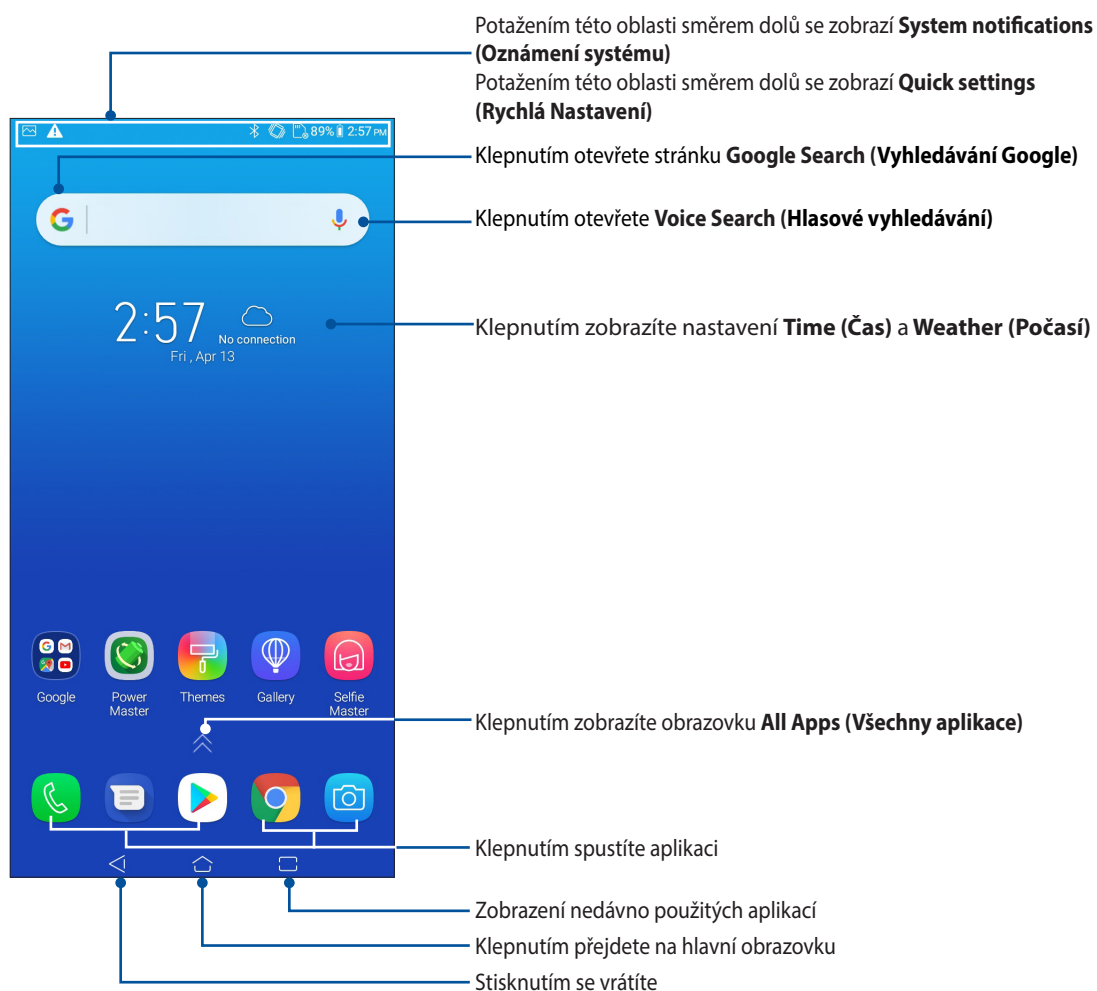 Potažením této oblasti směrem dolů se zobrazí System notifications
(Oznámení systému)
Potažením této oblasti směrem dolů se zobrazí Quick settings
(Rychlá Nastavení)
89% 2:57 PM
Klepnutím otevřete stránku Google Search (Vyhledávání Google)
G
Klepnutím otevřete Voice Search (Hlasové vyhledávání)
2:57
No connection
Fri , Apr 13
Klepnutím zobrazíte nastavení Time (Čas) a Weather (Počasí)
Google
Power
Master
Themes
Gallery
Selfie
Master
Klepnutím zobrazíte obrazovku All Apps (Všechny aplikace)
Klepnutím spustíte aplikaci
Zobrazení nedávno použitých aplikací
Klepnutím přejdete na hlavní obrazovku
Stisknutím se vrátíte